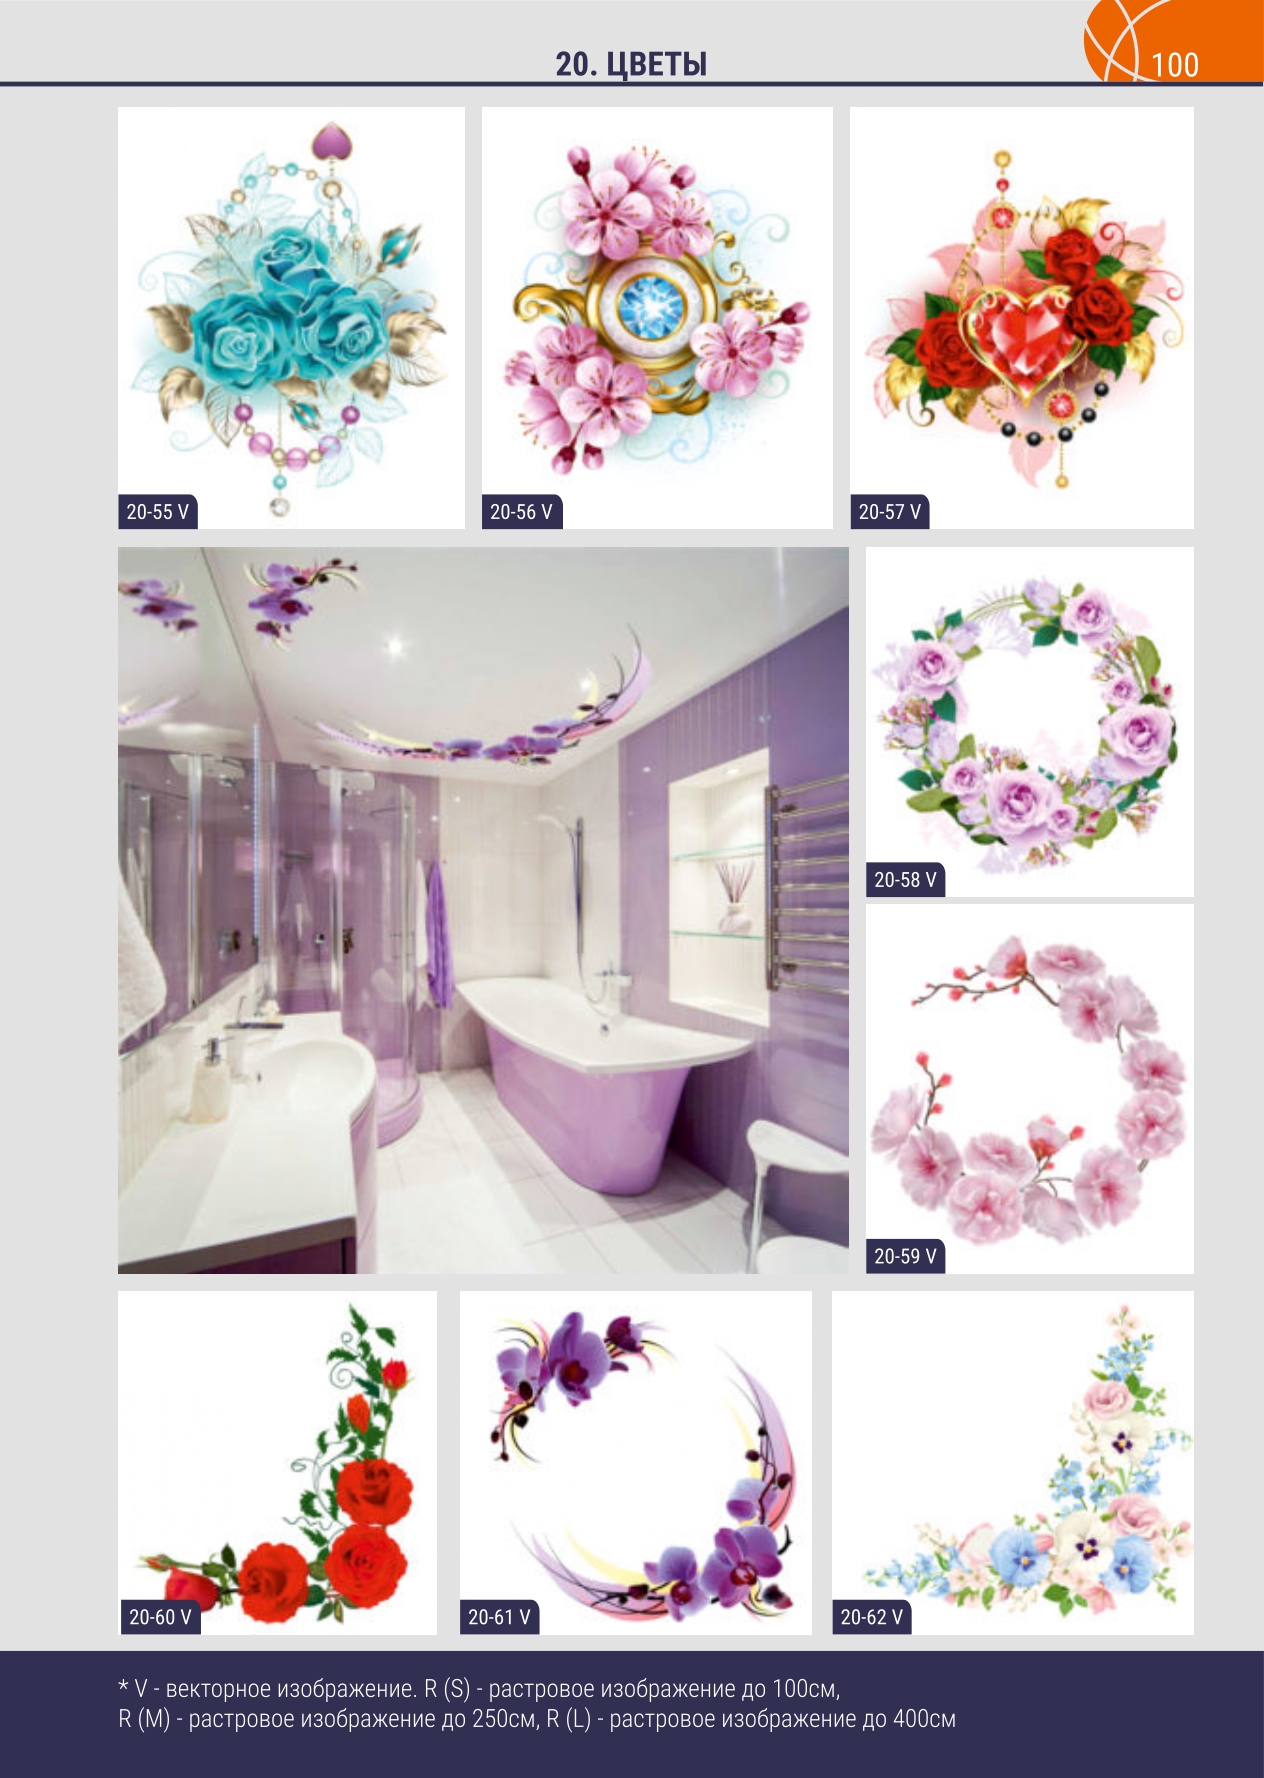 20. ЦВЕТЫ
100
20-55 V
20-56 V
20-57 V
20-58 V
20-59 V
20-60 V
20-61 V
20-62 V
* V - векторное изображение. R (S) - растровое изображение до 100см,
R (M) - растровое изображение до 250см, R (L) - растровое изображение до 400см